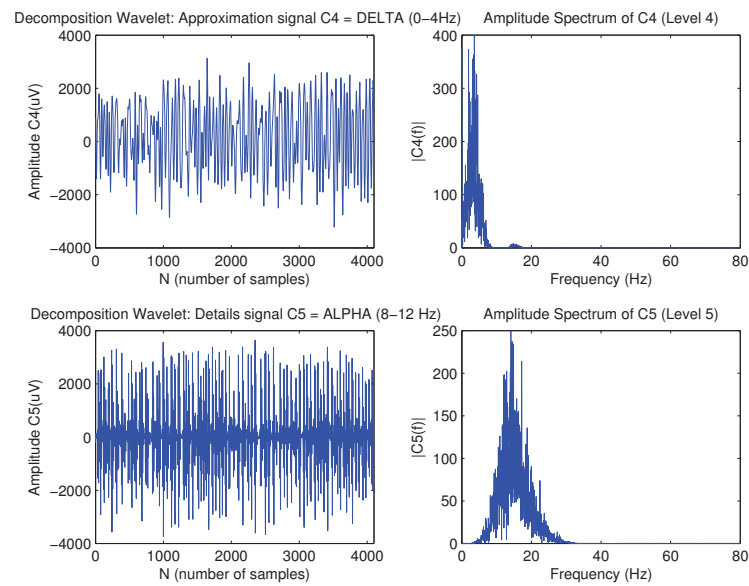 Decomposition Wavelet: Approximation signal C4 = DELTA (0−4Hz)
4000
2000
0
−2000
−4000
Amplitude C4(uV)
0 1000 2000 3000 4000
N (number of samples)
Amplitude Spectrum of C4 (Level 4)
400
300
200
100
0
|C4(f)|
0 20 40 60 80
Frequency (Hz)
Decomposition Wavelet: Details signal C5 = ALPHA (8−12 Hz)
4000
2000
0
−2000
−4000
Amplitude C5(uV)
0 1000 2000 3000 4000
N (number of samples)
Amplitude Spectrum of C5 (Level 5)
250
200
150
100
50
0
|C5(f)|
0 20 40 60 80
Frequency (Hz)